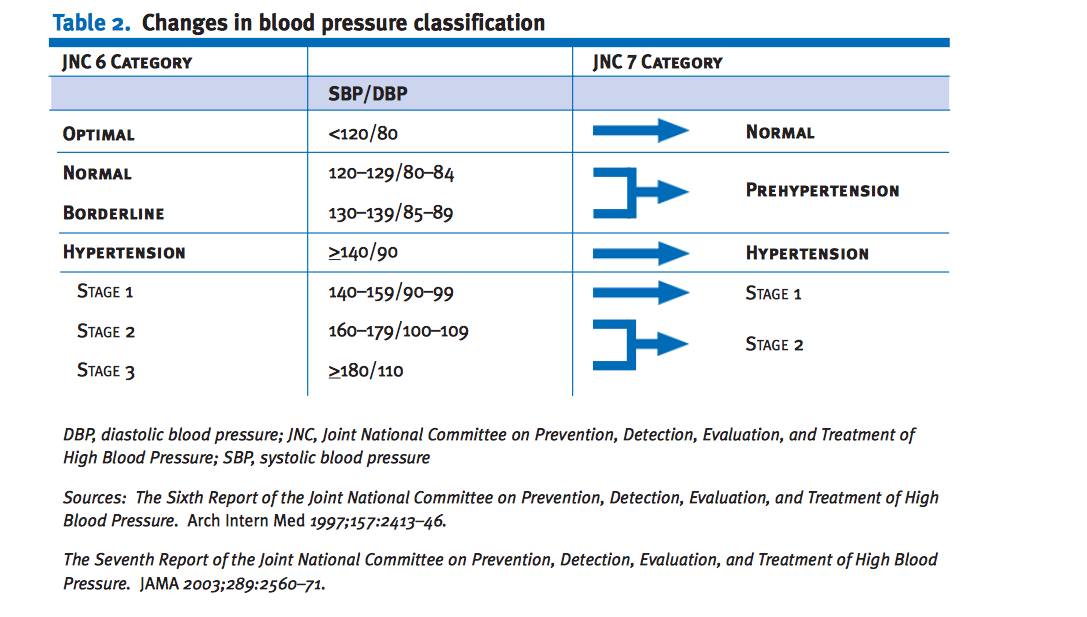 Table 2. Changes in blood pressure classification
JNC 6 CATEGORY JNC 7 CATEGORY
SBP/DBP
OPTIMAL <120/80 NORMAL
NORMAL 120–129/80–84
PREHYPERTENSION
BORDERLINE 130–139/85–89
HYPERTENSION ≥140/90 HYPERTENSION
STAGE 1 140–159/90–99 STAGE 1
STAGE 2 160–179/100–109
STAGE 2
STAGE 3 ≥180/110
DBP, diastolic blood pressure; JNC, Joint National Committee on Prevention, Detection, Evaluation, and Treatment of
High Blood Pressure; SBP, systolic blood pressure
Sources: The Sixth Report of the Joint National Committee on Prevention, Detection, Evaluation, and Treatment of High
Blood Pressure. Arch Intern Med 1997;157:2413–46.
The Seventh Report of the Joint National Committee on Prevention, Detection, Evaluation, and Treatment of High Blood
Pressure. JAMA 2003;289:2560–71.